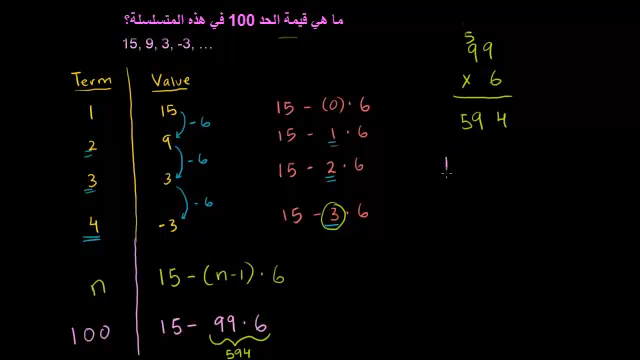 ما هي قيمة الحد 100 في هذه المتسلسلة؟
15, 9, 3, -3, …
Term Value
1 15 15 - (0) · 6
-6
2 9 15 - 1 · 6
-6
3 3 15 - 2 · 6
-6
4 -3 15 - 3 · 6
n 15 - (n-1) · 6
100 15 - 99 · 6
594
5
99
x 6
594